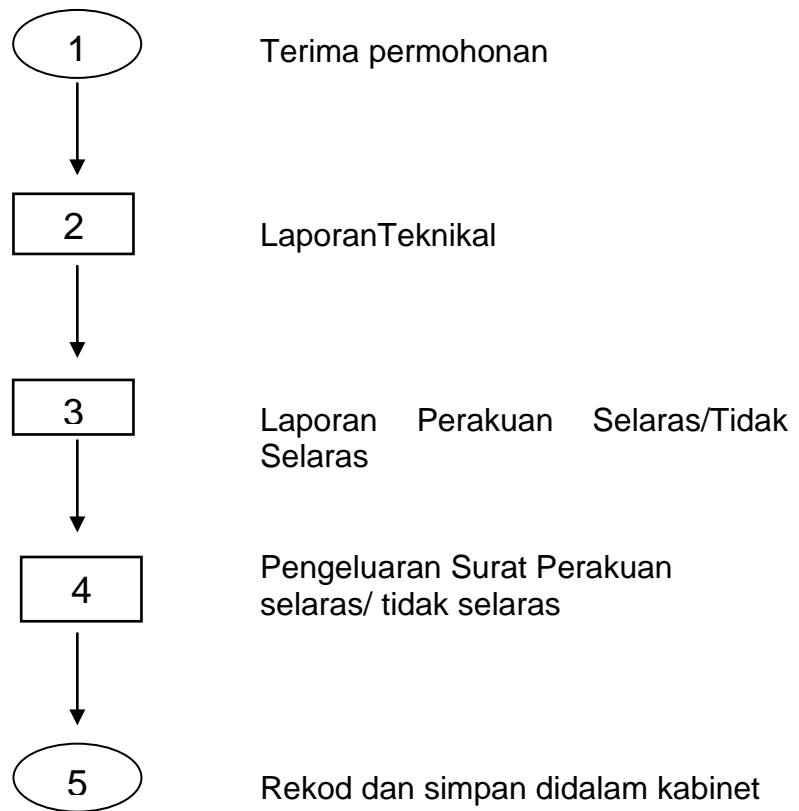 1
Terima permohonan
2
LaporanTeknikal
3
Laporan Perakuan Selaras/Tidak
Selaras
4
Pengeluaran Surat Perakuan
selaras/ tidak selaras
5
Rekod dan simpan didalam kabinet